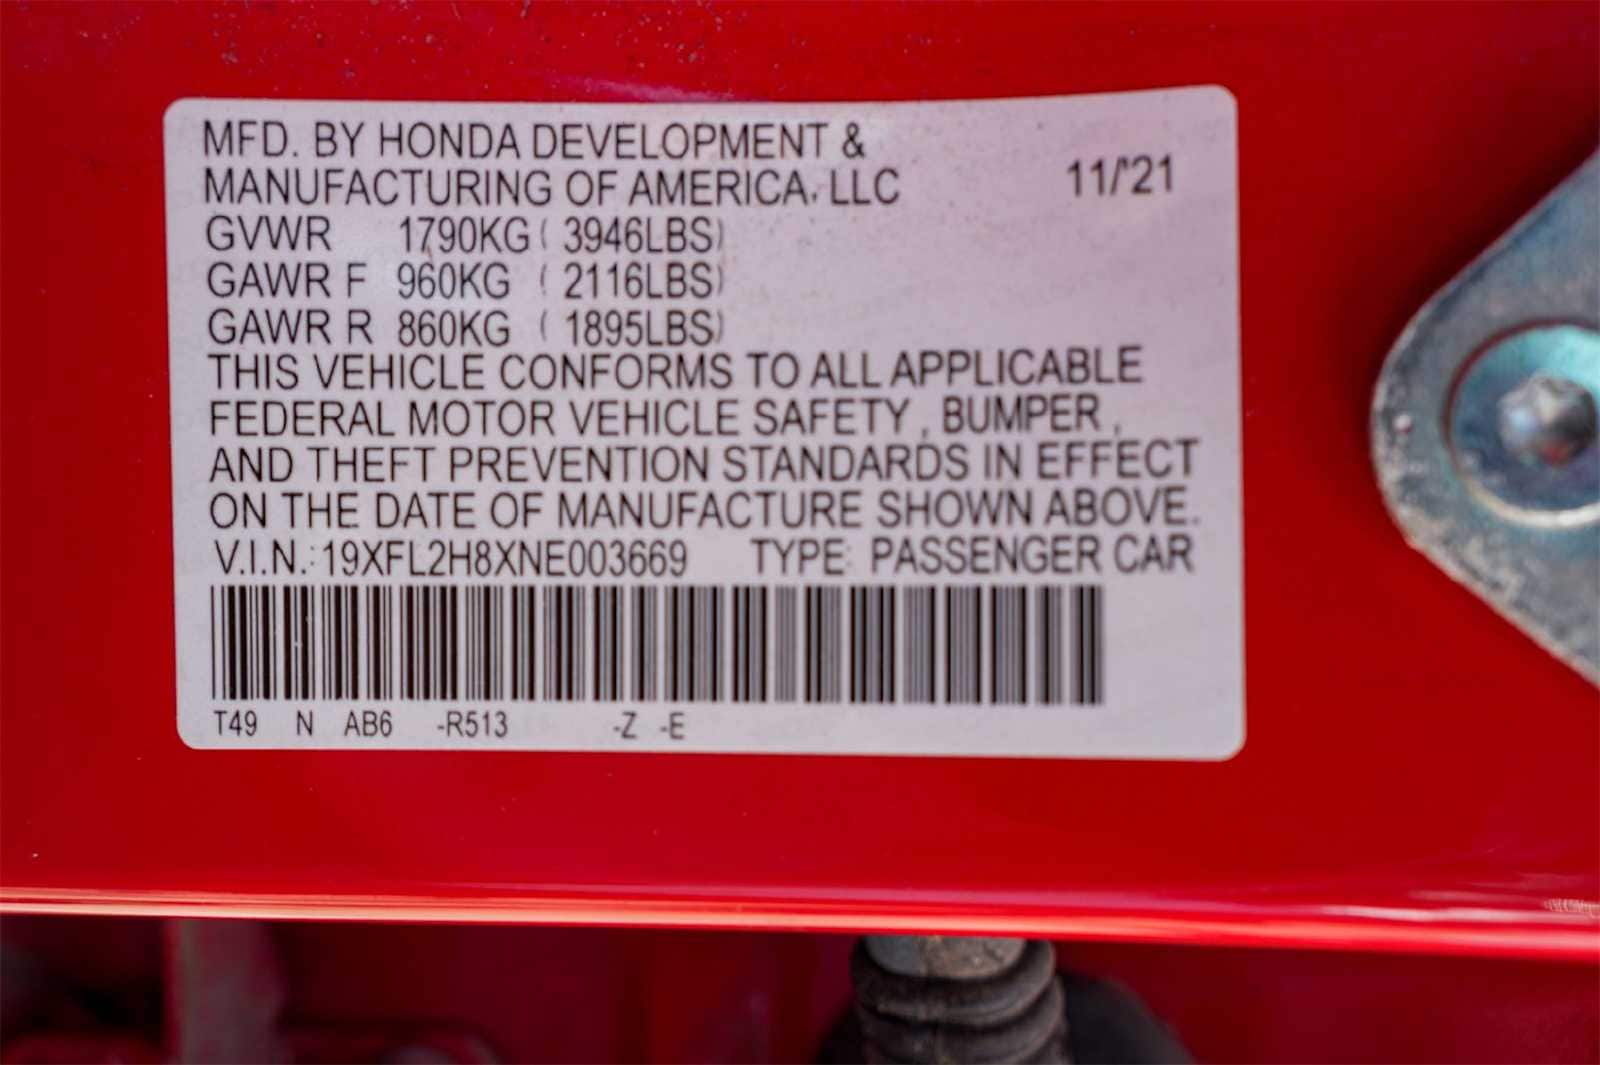 MFD. BY HONDA DEVELOPMENT &
MANUFACTURING OF AMERICA, LLC 11/'21
GVWR 1790KG ( 3946LBS)
GAWR F 960KG ( 2116LBS)
GAWR R 860KG ( 1895LBS)
THIS VEHICLE CONFORMS TO ALL APPLICABLE
FEDERAL MOTOR VEHICLE SAFETY , BUMPER ,
AND THEFT PREVENTION STANDARDS IN EFFECT
ON THE DATE OF MANUFACTURE SHOWN ABOVE.
V.I.N.: 19XFL2H8XNE003669 TYPE: PASSENGER CAR
T49 N AB6 -R513 -Z -E